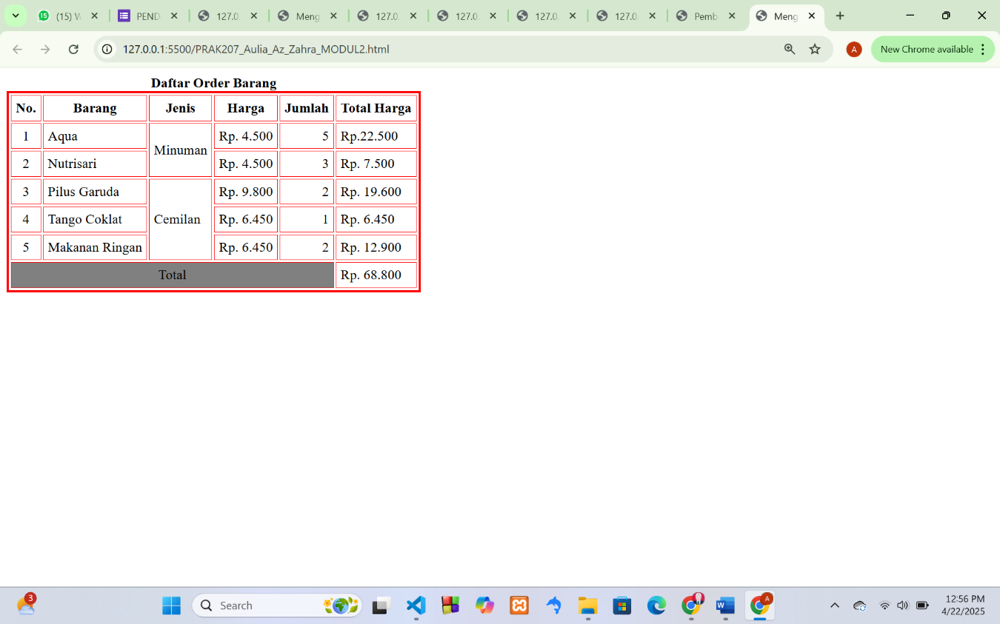 (15) W
PEND
127.0.
Meng
127.0.
127.0.
127.0.
127.0.
Pemb
Meng
127.0.0.1:5500/PRAK207_Aulia_Az_Zahra_MODUL2.html
A
New Chrome available
Daftar Order Barang
No. Barang Jenis Harga Jumlah Total Harga
1 Aqua Minuman Rp. 4.500 5 Rp.22.500
2 Nutrisari Rp. 4.500 3 Rp. 7.500
3 Pilus Garuda Cemilan Rp. 9.800 2 Rp. 19.600
4 Tango Coklat Rp. 6.450 1 Rp. 6.450
5 Makanan Ringan Rp. 6.450 2 Rp. 12.900
Total Rp. 68.800
3
Search
W
A
12:56 PM
4/22/2025